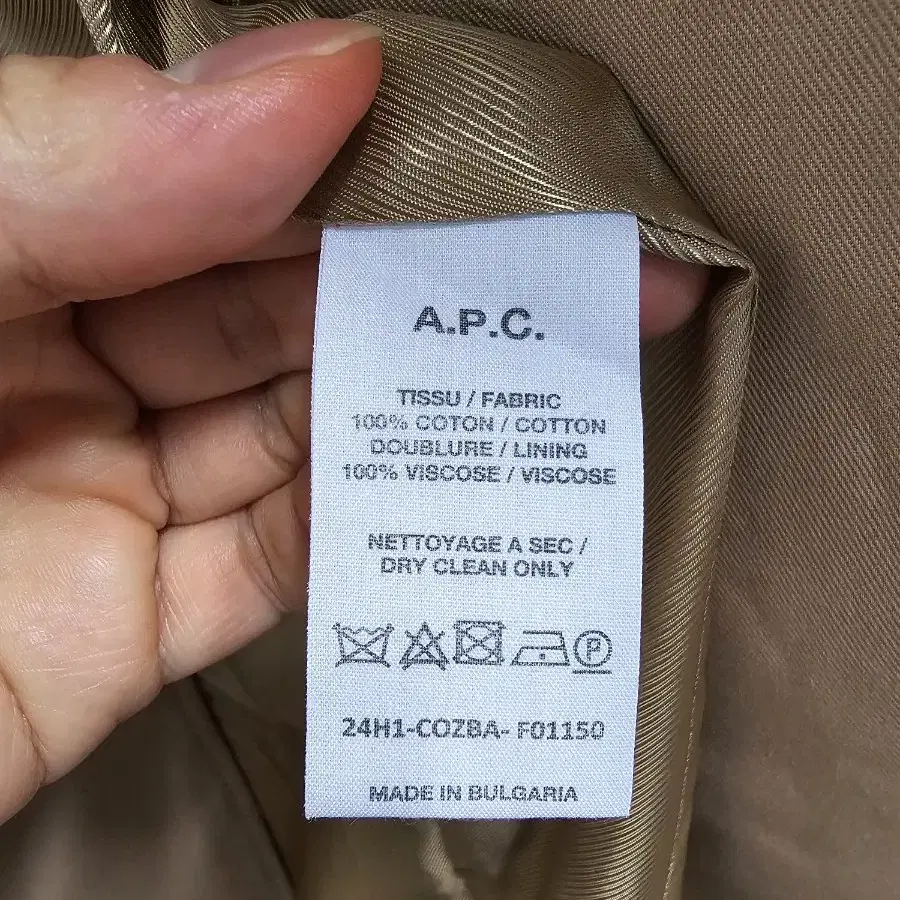 A.P.C.
TISSU / FABRIC
100% COTON / COTTON
DOUBLURE / LINING
100% VISCOSE / VISCOSE
NETTOYAGE A SEC /
DRY CLEAN ONLY
P
24H1-COZBA- F01150
MADE IN BULGARIA